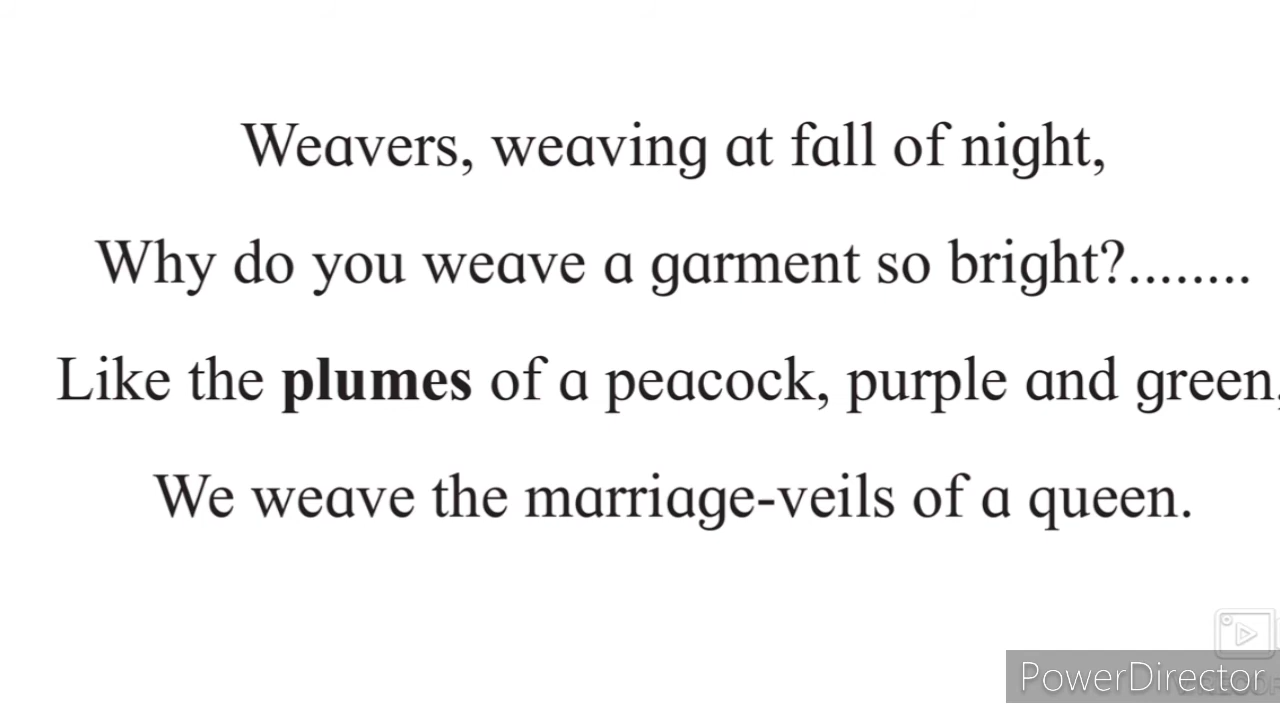 Weavers, weaving at fall of night,
Why do you weave a garment so bright?........
Like the plumes of a peacock, purple and green,
We weave the marriage-veils of a queen.
PowerDirector